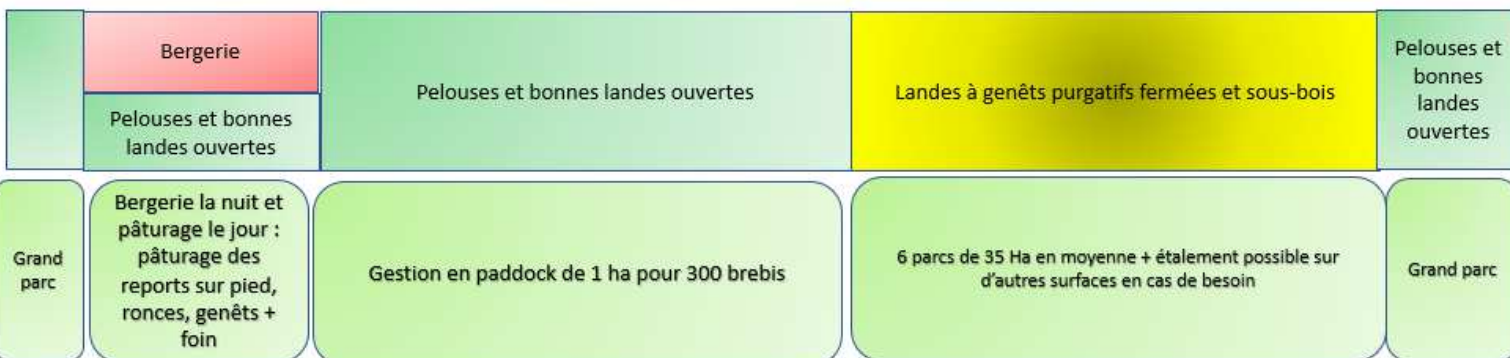 Bergerie
Pelouses et bonnes
landes ouvertes
Pelouses et bonnes landes ouvertes
Landes à genêts purgatifs fermées et sous-bois
Pelouses et
bonnes
landes
ouvertes
Grand
parc
Bergerie la nuit et
pâturage le jour :
pâturage des
reports sur pied,
ronces, genêts +
foin
Gestion en paddock de 1 ha pour 300 brebis
6 parcs de 35 Ha en moyenne + étalement possible sur
d'autres surfaces en cas de besoin
Grand parc